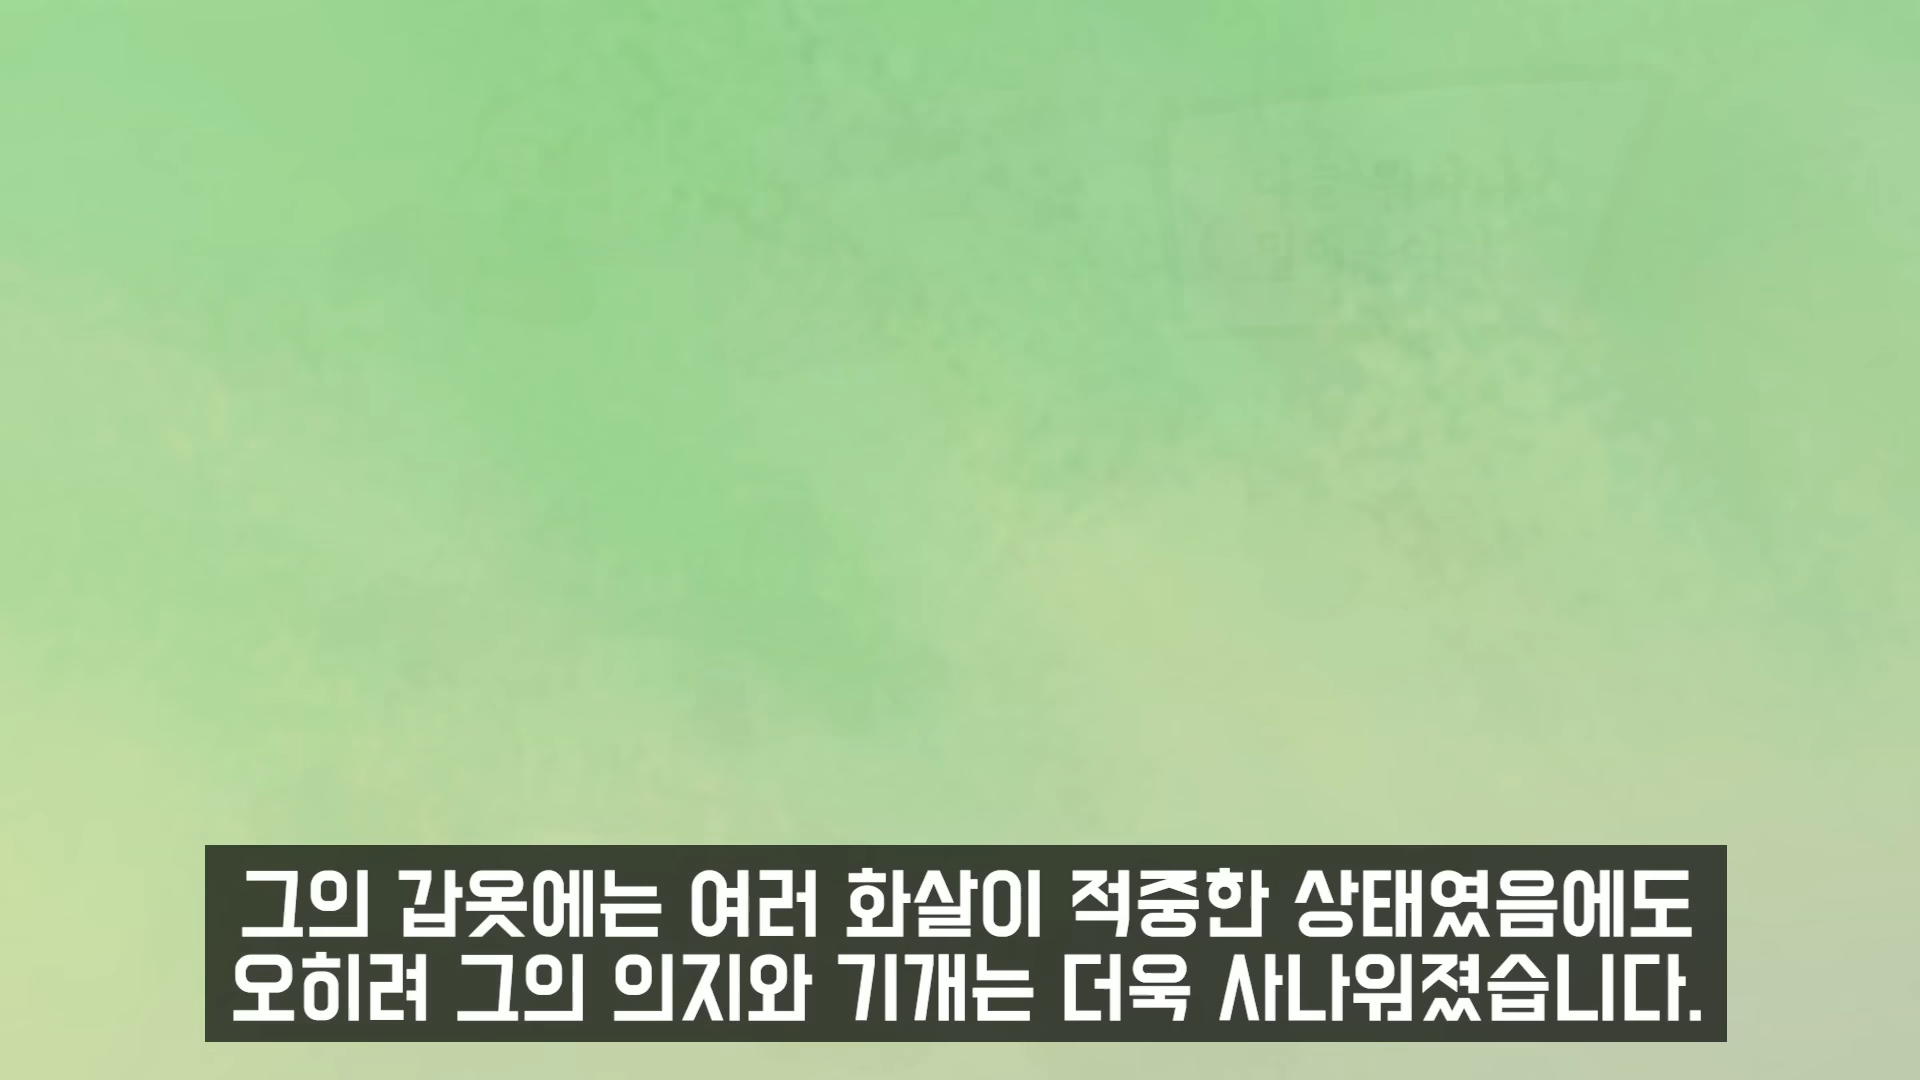 그의 갑옷에는 여러 화살이 적중한 상태였음에도
오히려 그의 의지와 기개는 더욱 사나워졌습니다.